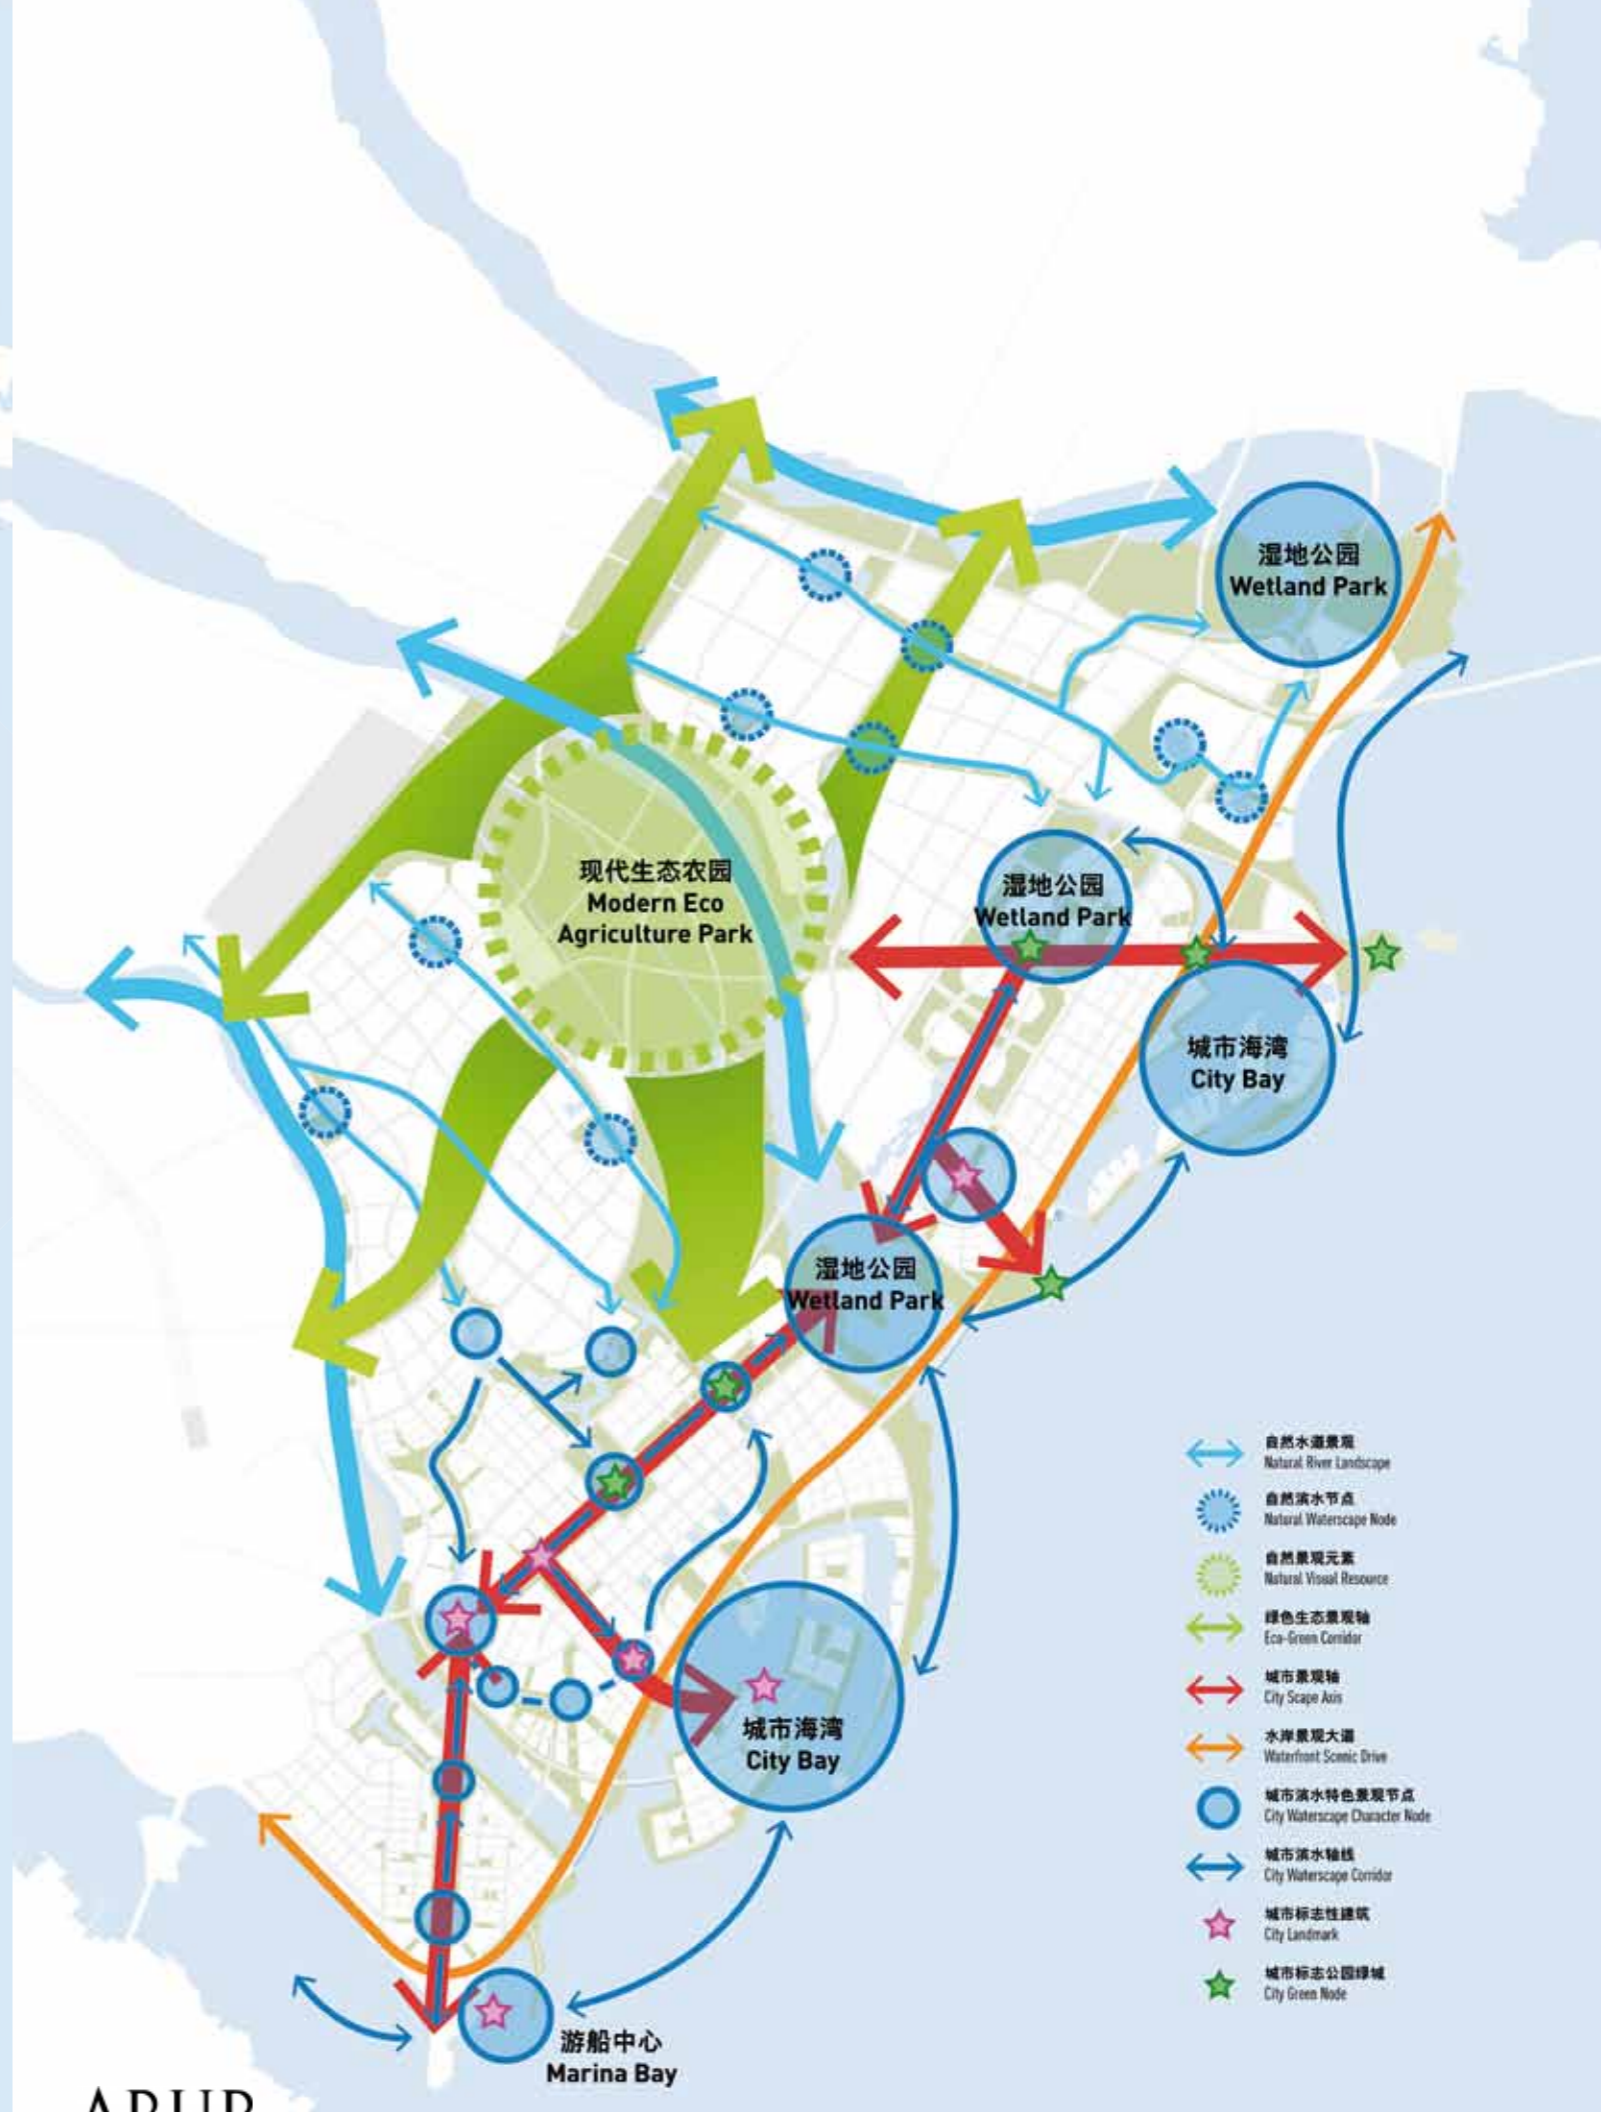 湿地公园
Wetland Park
现代生态农园
Modern Eco
Agriculture Park
湿地公园
Wetland Park
城市海湾
City Bay
湿地公园
Wetland Park
城市海湾
City Bay
游船中心
Marina Bay
自然水道景观
Natural River Landscape
自然滨水节点
Natural Waterscape Node
自然景观元素
Natural Visual Resource
绿色生态景观轴
Eco-Green Corridor
城市景观轴
City Scape Axis
水岸景观大道
Waterfront Scenic Drive
城市滨水特色景观节点
City Waterscape Character Node
城市滨水轴线
City Waterscape Corridor
城市标志性建筑
City Landmark
城市标志公园绿城
City Green Node
ARUP